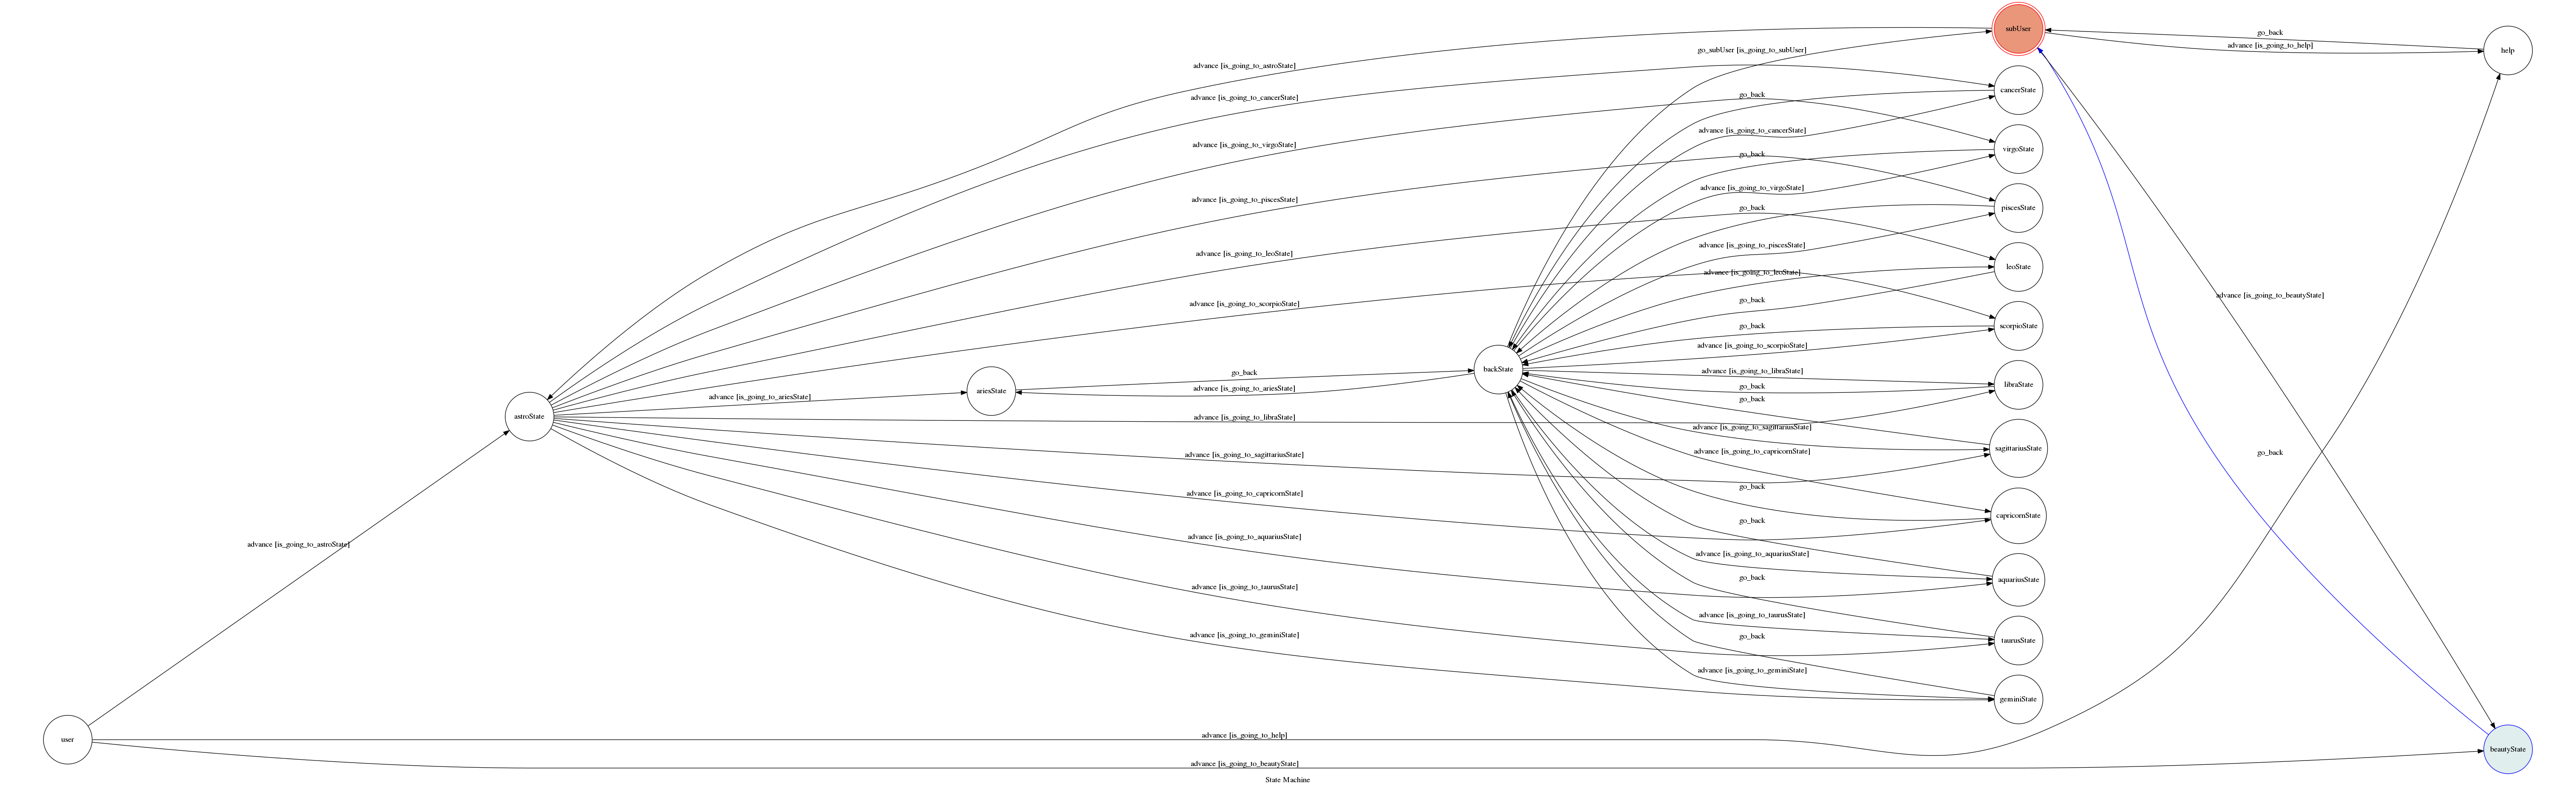 subUser
go_back
advance [is_going_to_help]
help
go_subUser [is_going_to_subUser]
advance [is_going_to_astroState]
cancerState
advance [is_going_to_cancerState]
go_back
advance [is_going_to_cancerState]
advance [is_going_to_virgoState]
virgoState
go_back
advance [is_going_to_virgoState]
advance [is_going_to_piscesState]
piscesState
go_back
advance [is_going_to_piscesState]
advance [is_going_to_leoState]
leoState
advance [is_going_to_leoState]
advance [is_going_to_beautyState]
go_back
advance [is_going_to_scorpioState]
scorpioState
go_back
advance [is_going_to_scorpioState]
backState
go_back
advance [is_going_to_libraState]
libraState
go_back
advance [is_going_to_ariesState]
ariesState
advance [is_going_to_ariesState]
go_back
astroState
advance [is_going_to_libraState]
advance [is_going_to_sagittariusState]
sagittariusState
advance [is_going_to_capricornState]
go_back
advance [is_going_to_sagittariusState]
go_back
advance [is_going_to_capricornState]
capricornState
go_back
advance [is_going_to_aquariusState]
advance [is_going_to_astroState]
advance [is_going_to_aquariusState]
go_back
aquariusState
advance [is_going_to_taurusState]
advance [is_going_to_taurusState]
advance [is_going_to_geminiState]
go_back
taurusState
advance [is_going_to_geminiState]
geminiState
user
advance [is_going_to_help]
beautyState
advance [is_going_to_beautyState]
State Machine